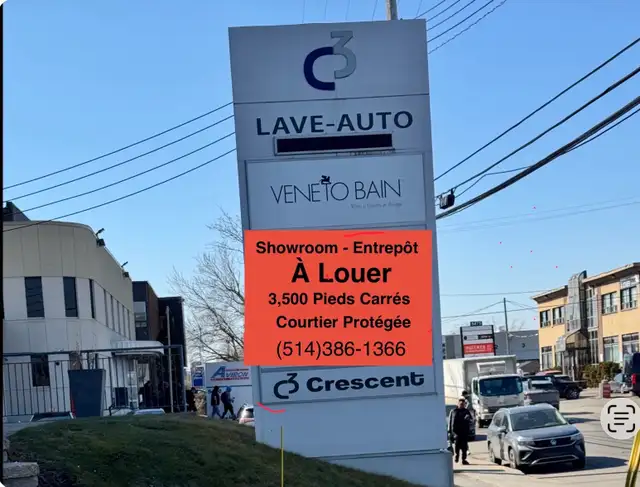 C3
LAVE-AUTO
VENETO BAIN
Showroom - Entrepôt
À Louer
3,500 Pieds Carrés
Courtier Protégée
(514)386-1366
C3 Crescent